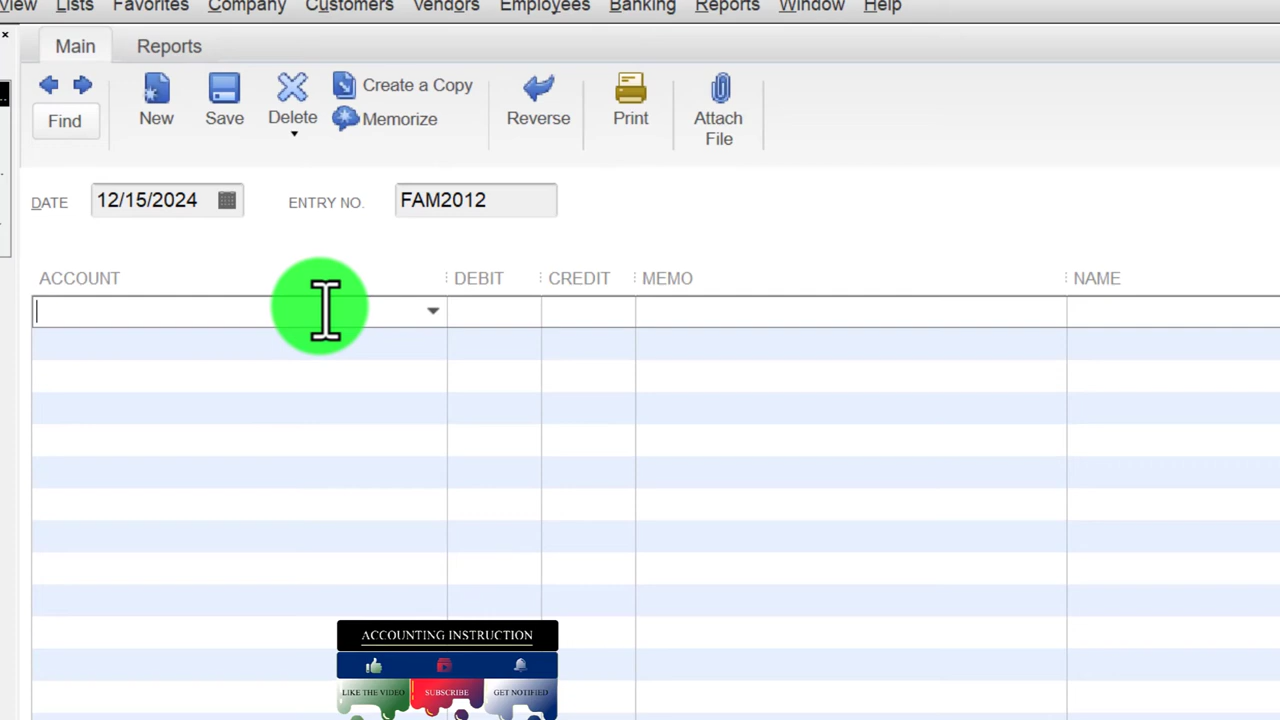 View Lists Favorites Company Customers Vendors Employees Banking Reports Window Help
Main Reports
Find New Save Delete Create a Copy Memorize Reverse Print Attach File
DATE 12/15/2024 ENTRY NO. FAM2012
ACCOUNT DEBIT CREDIT MEMO NAME
ACCOUNTING INSTRUCTION
LIKE THE VIDEO SUBSCRIBE GET NOTIFIED